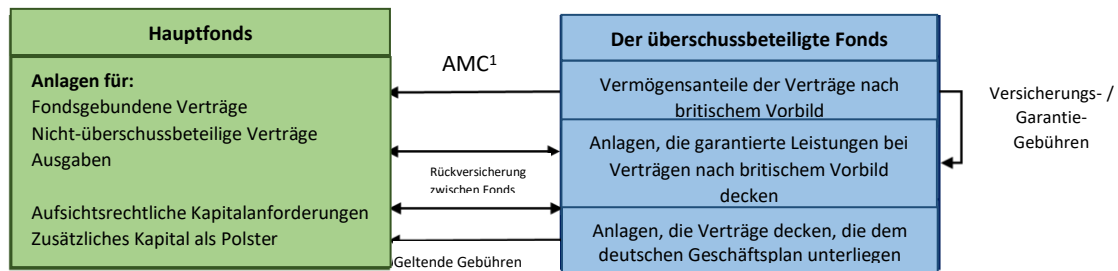 Hauptfonds
Anlagen für:
Fondsgebundene Verträge
Nicht-überschussbeteilige Verträge
Ausgaben
Aufsichtsrechtliche Kapitalanforderungen
Zusätzliches Kapital als Polster
AMC¹
Rückversicherung
zwischen Fonds
Geltende Gebühren
Der überschussbeteiligte Fonds
Vermögensanteile der Verträge nach
britischem Vorbild
Anlagen, die garantierte Leistungen bei
Verträgen nach britischem Vorbild
decken
Anlagen, die Verträge decken, die dem
deutschen Geschäftsplan unterliegen
Versicherungs- /
Garantie-
Gebühren